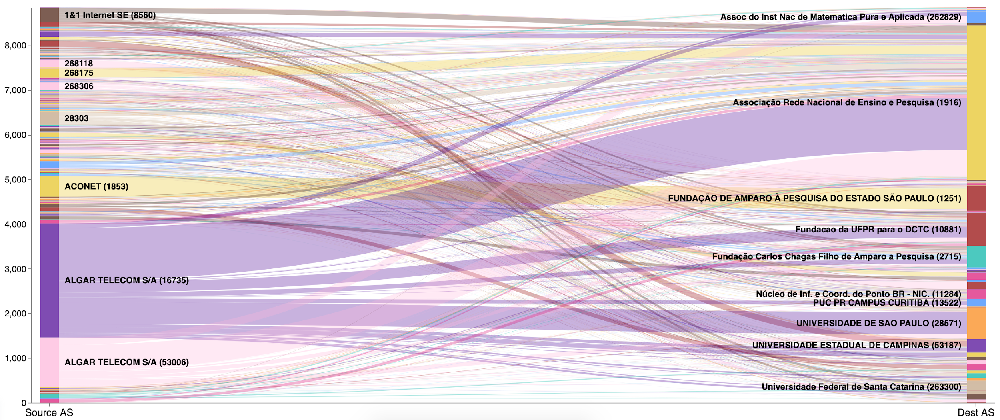 1&1 Internet SE (8560)
Assoc do Inst Nac de Matematica Pura e Aplicada (262829)
8,000
268118
268175
268306
7,000
Associação Rede Nacional de Ensino e Pesquisa (1916)
28303
6,000
5,000
ACONET (1853)
FUNDAÇÃO DE AMPARO À PESQUISA DO ESTADO SÃO PAULO (1251)
4,000
Fundacao da UFPR para o DCTC (10881)
Fundação Carlos Chagas Filho de Amparo a Pesquisa (2715)
3,000
ALGAR TELECOM S/A (16735)
Núcleo de Inf. e Coord. do Ponto BR - NIC. (11284)
PUC PR CAMPUS CURITIBA (13522)
2,000
UNIVERSIDADE DE SAO PAULO (28571)
UNIVERSIDADE ESTADUAL DE CAMPINAS (53187)
1,000
ALGAR TELECOM S/A (53006)
Universidade Federal de Santa Catarina (263300)
0
Source AS
Dest AS